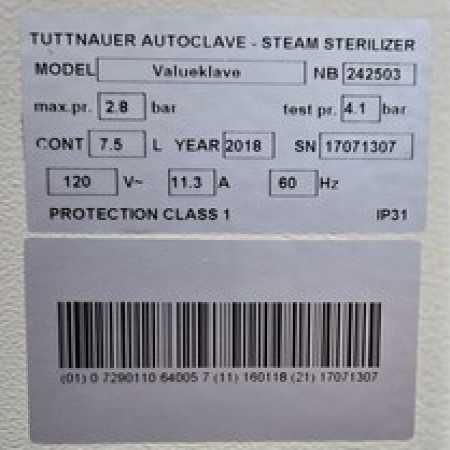 TUTTNAUER AUTOCLAVE - STEAM STERILIZER
MODEL Valueklave NB 242503
max.pr. 2.8 bar test pr. 4.1 bar
CONT 7.5 L YEAR 2018 SN 17071307
120 V~ 11.3 A 60 Hz
PROTECTION CLASS 1 IP31
(01) 0 7290110 64005 7 (11) 160118 (21) 17071307